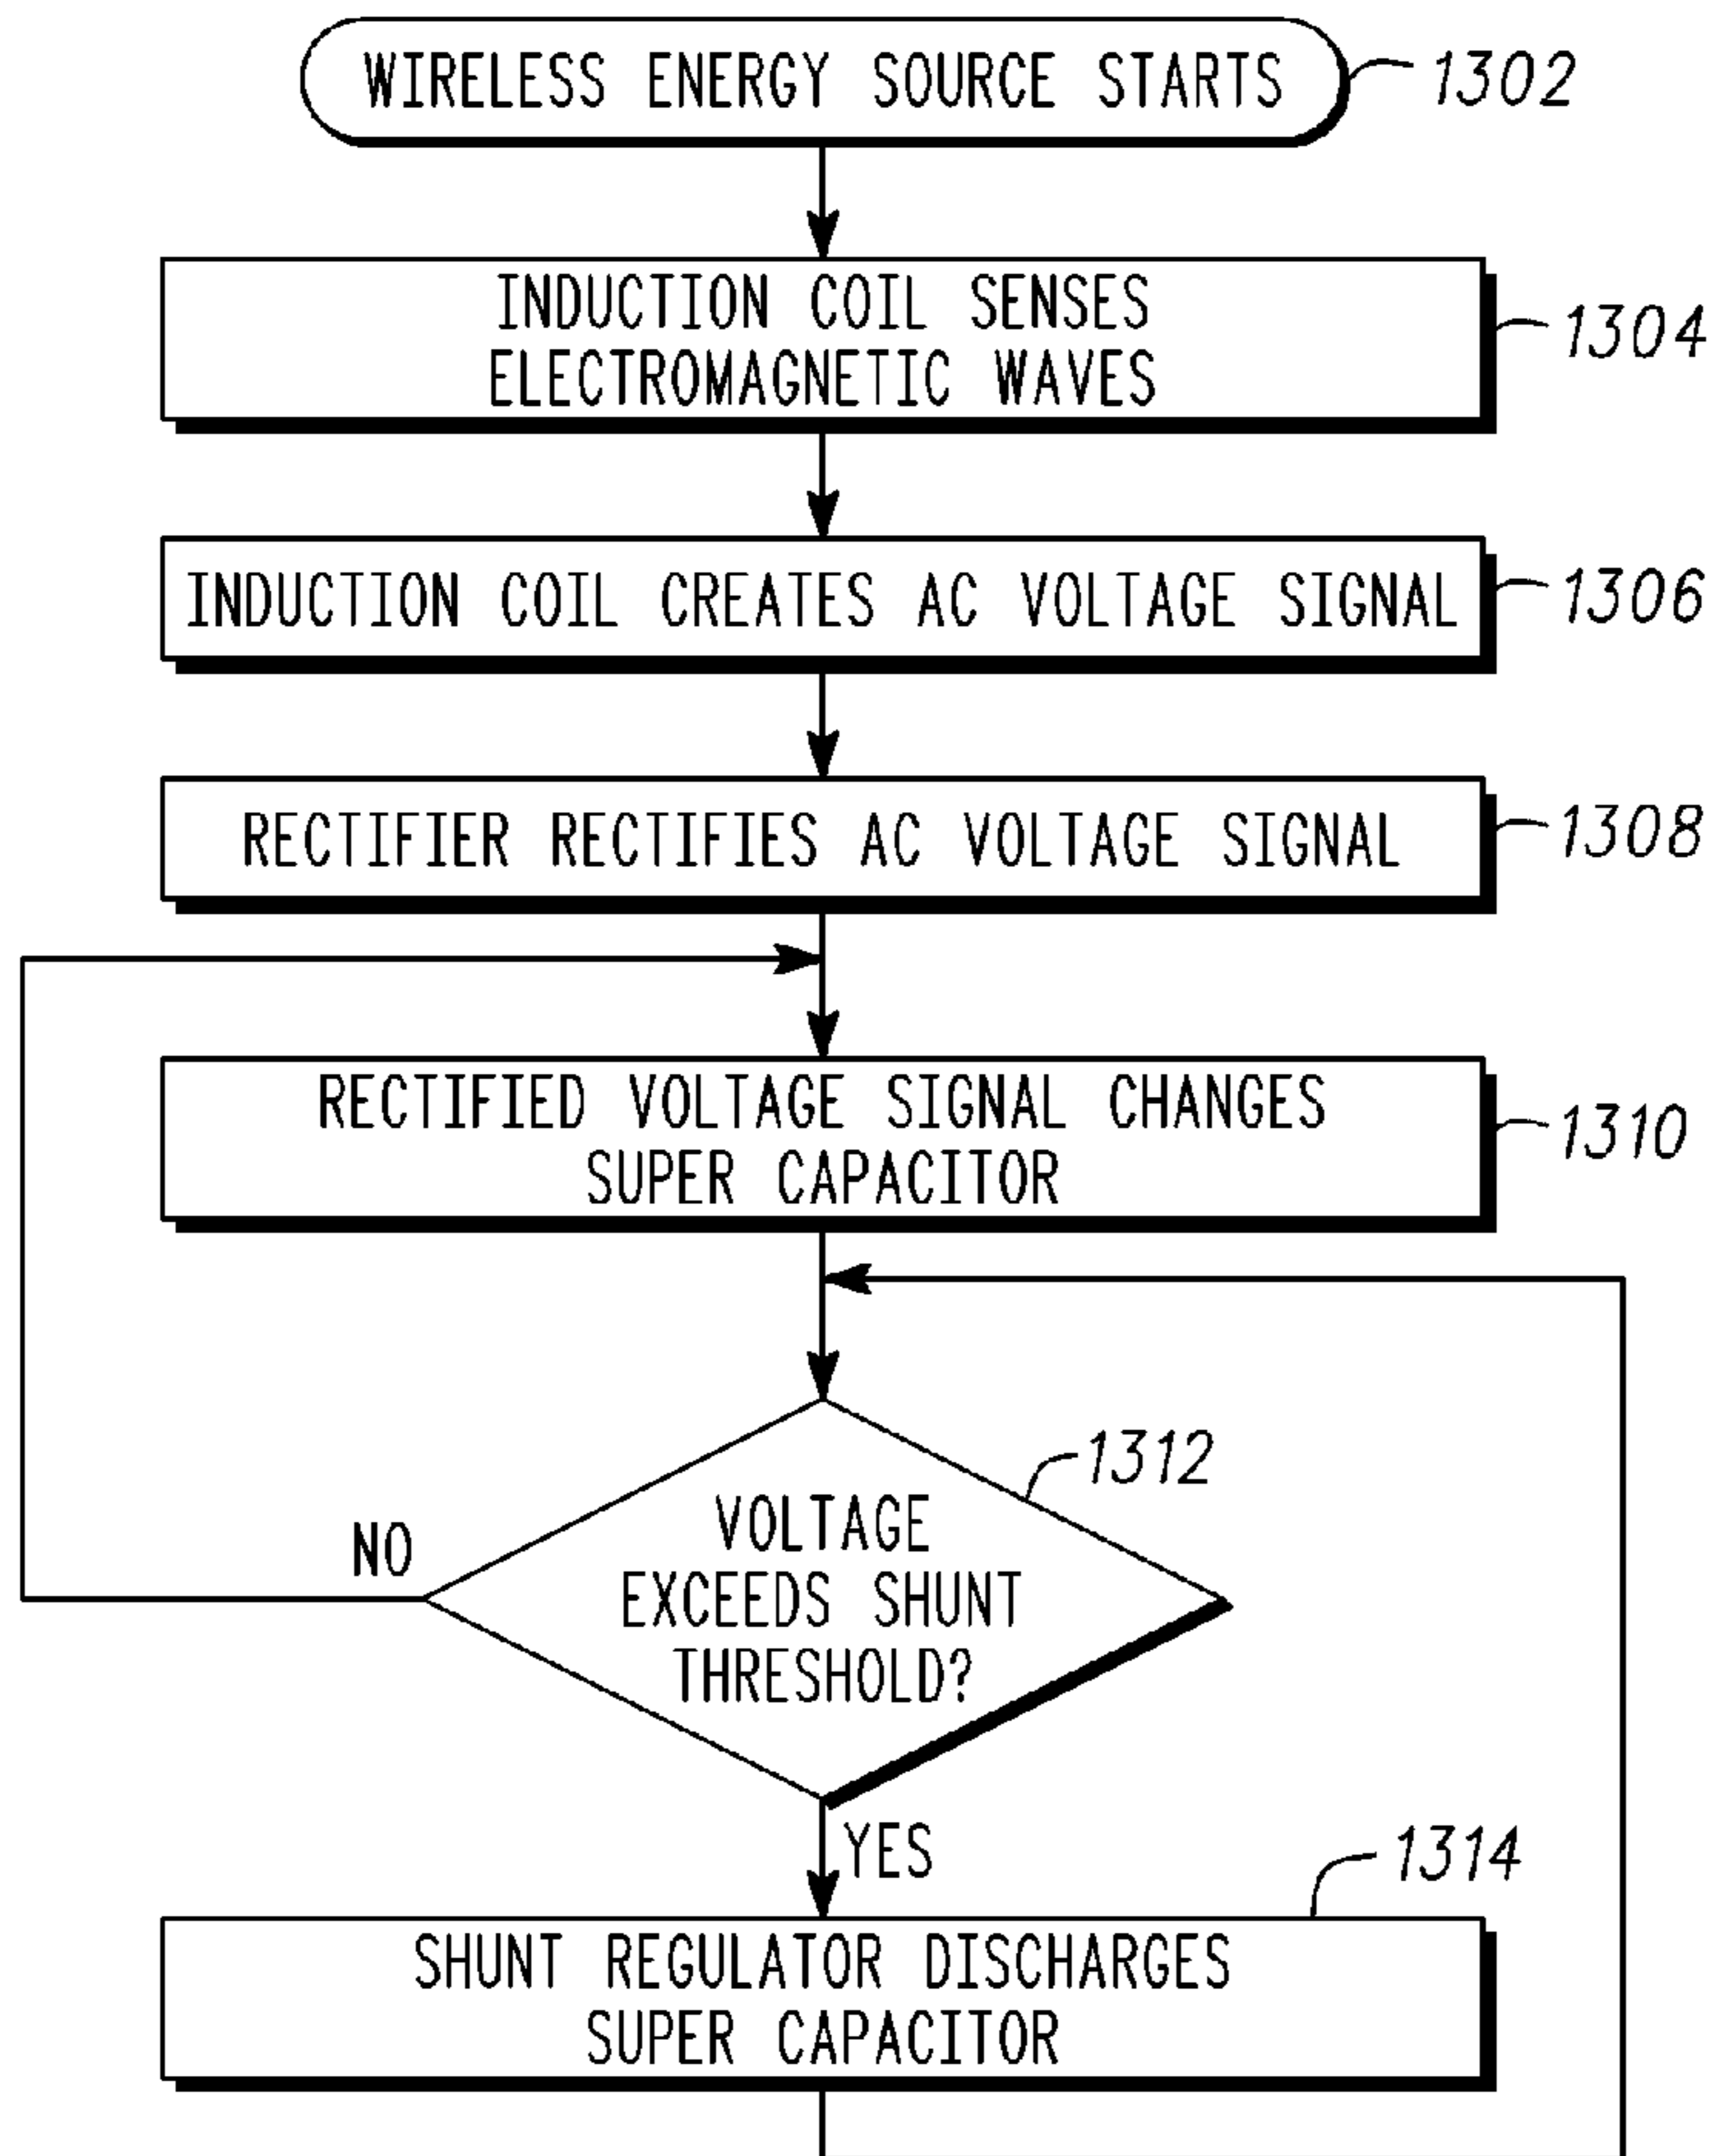 WIRELESS ENERGY SOURCE STARTS
1302
INDUCTION COIL SENSES
ELECTROMAGNETIC WAVES
1304
INDUCTION COIL CREATES AC VOLTAGE SIGNAL
1306
RECTIFIER RECTIFIES AC VOLTAGE SIGNAL
1308
RECTIFIED VOLTAGE SIGNAL CHANGES
SUPER CAPACITOR
1310
1312
VOLTAGE
EXCEEDS SHUNT
THRESHOLD?
NO
YES
1314
SHUNT REGULATOR DISCHARGES
SUPER CAPACITOR